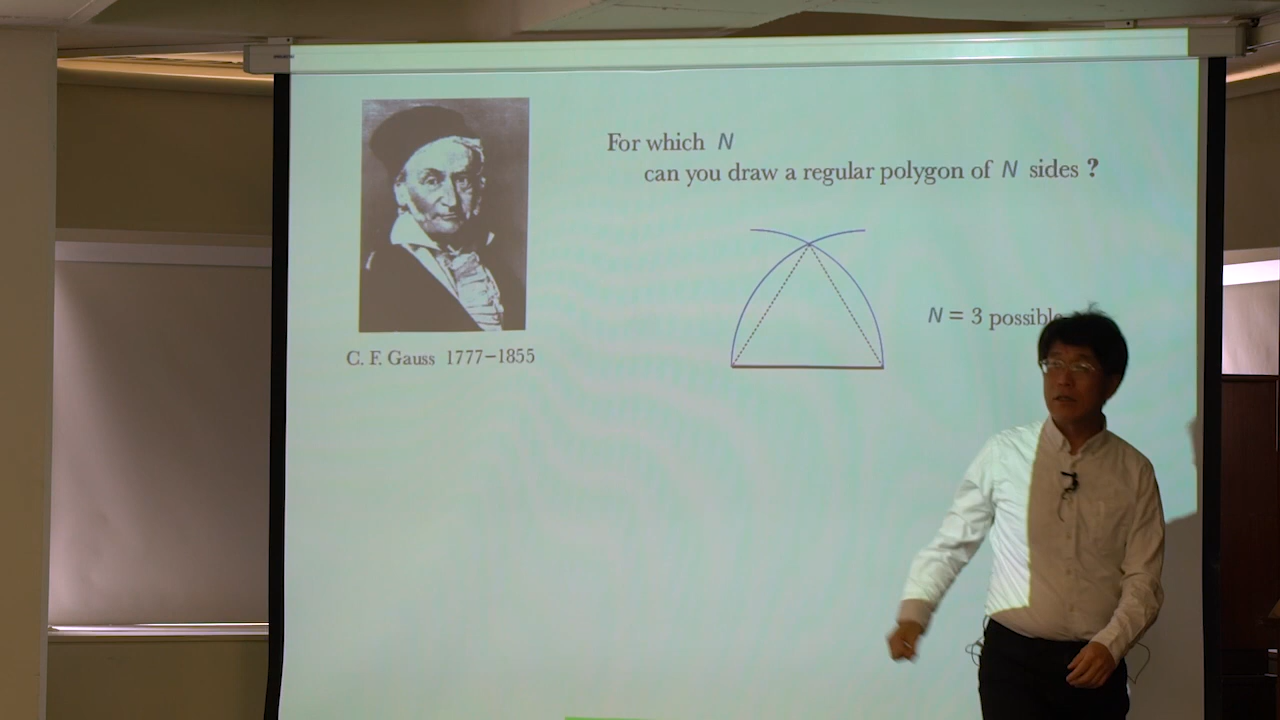 For which N
can you draw a regular polygon of N sides ?
N = 3 possible
C. F. Gauss 1777–1855